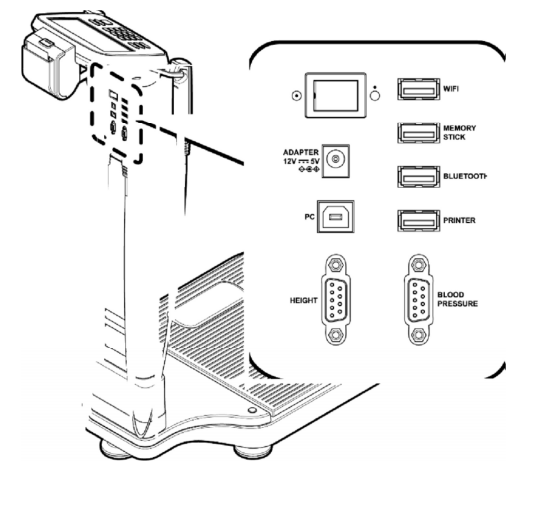 WIFI
MEMORY
STICK
ADAPTER
12V ⎓ 5V
BLUETOOTH
PC
PRINTER
HEIGHT
BLOOD
PRESSURE